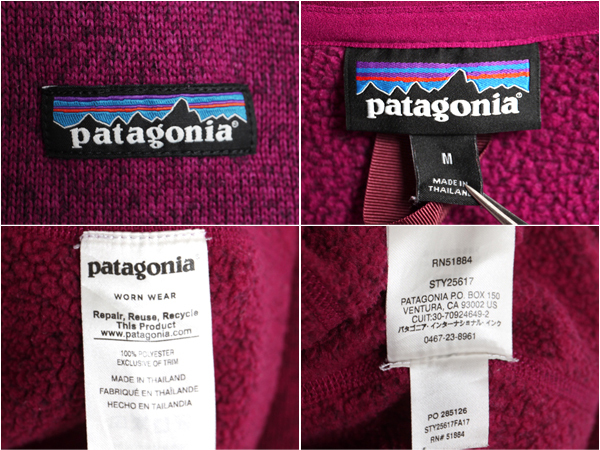 patagonia®
patagonia®
M
MADE IN
THAILAND
patagonia
WORN WEAR
Repair, Reuse, Recycle
This Product
www.patagonia.com
100% POLYESTER
EXCLUSIVE OF TRIM
MADE IN THAILAND
FABRIQUÉ EN THAÏLANDE
HECHO EN TAILANDIA
RN51884
STY25617
PATAGONIA P.O. BOX 150
VENTURA, CA 93002 US
CUIT:30-70924649-2
パタゴニア・インターナショナル・インク
0467-23-8961
PO 285126
STY25617FA17
RN# 51884